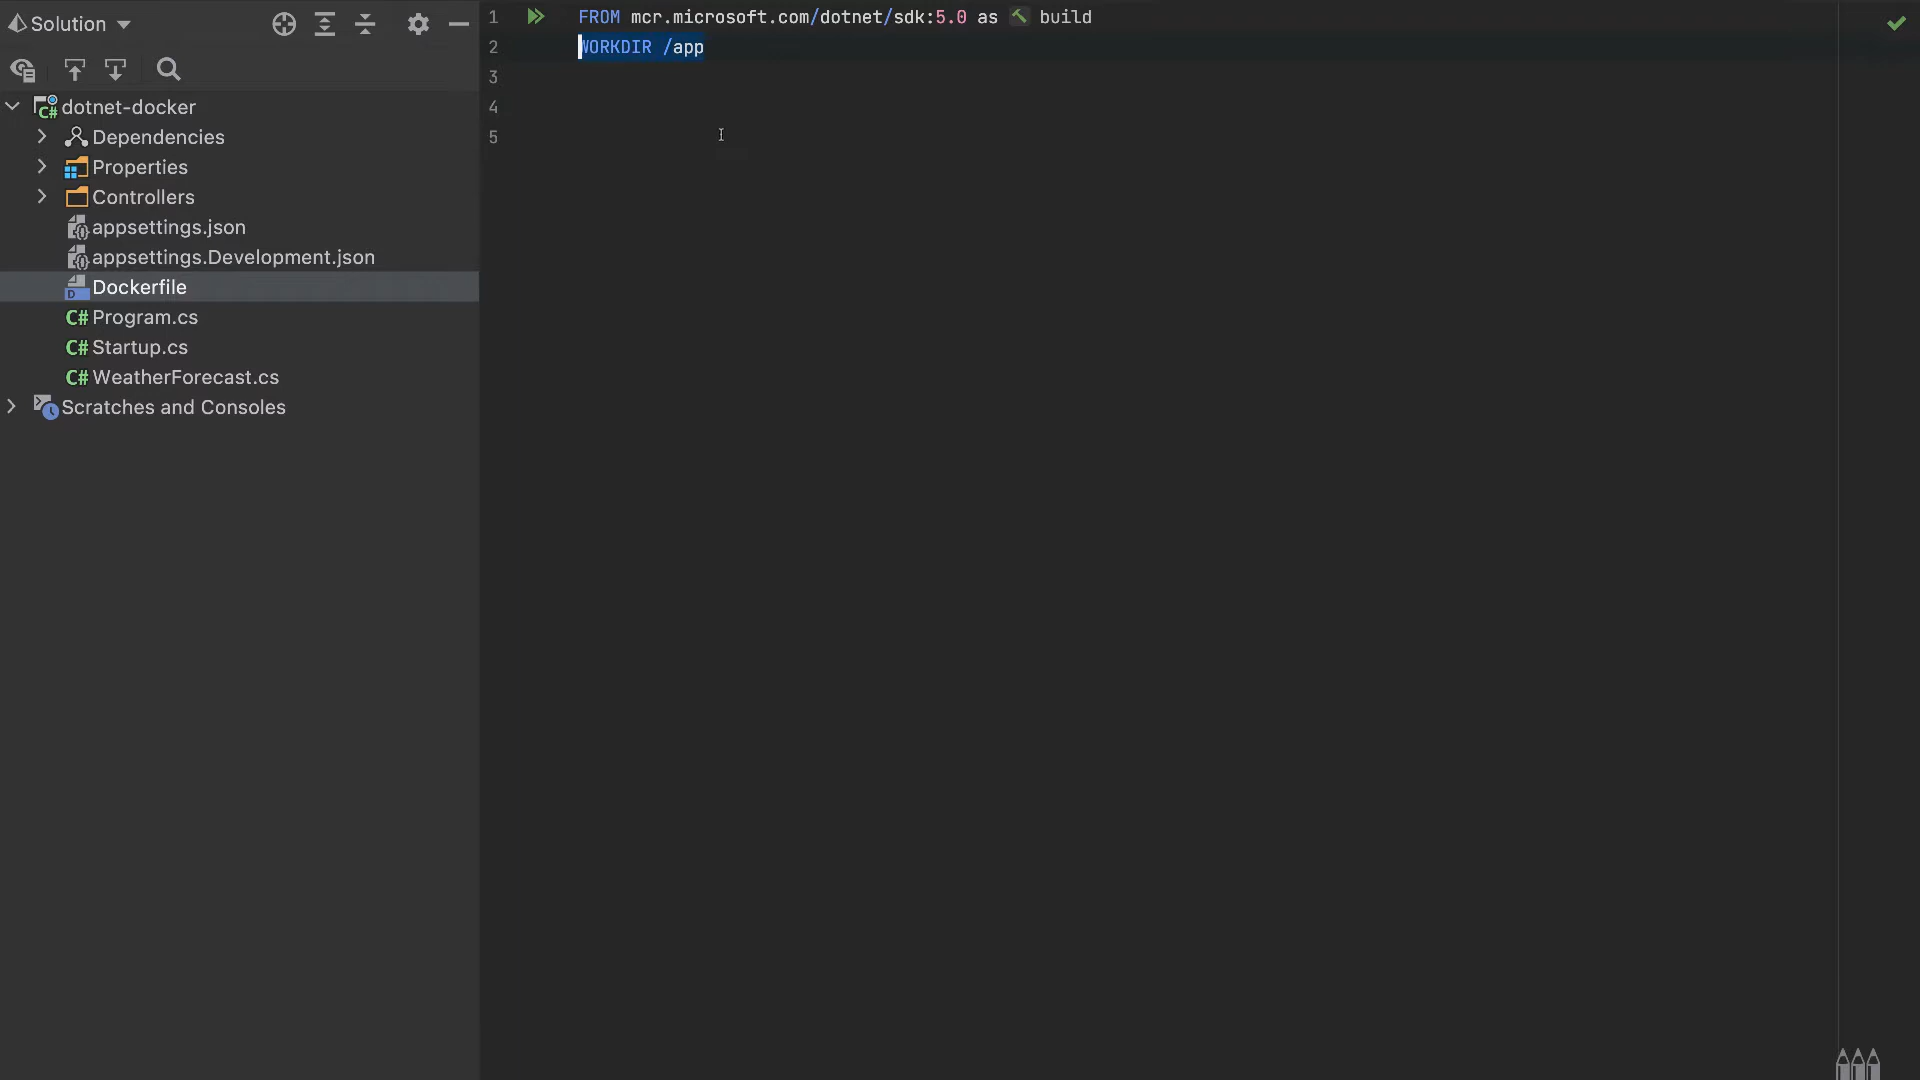 Solution
dotnet-docker
Dependencies
Properties
Controllers
appsettings.json
appsettings.Development.json
Dockerfile
Program.cs
Startup.cs
WeatherForecast.cs
Scratches and Consoles
1 FROM mcr.microsoft.com/dotnet/sdk:5.0 as build
2 WORKDIR /app
3
4
5